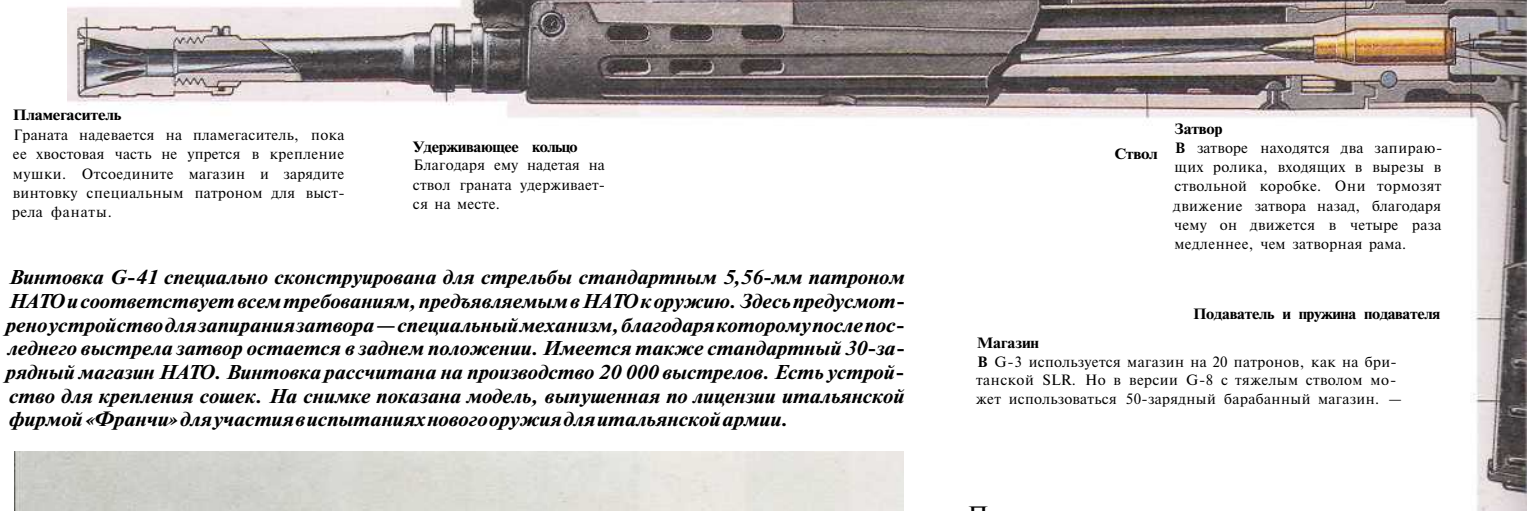 Пламегаситель
Граната надевается на пламегаситель, пока
ее хвостовая часть не упрется в крепление
мушки. Отсоедините магазин и зарядите
винтовку специальным патроном для выст-
рела фанаты.
Удерживающее кольцо
Благодаря ему надетая на
ствол граната удерживает-
ся на месте.
Ствол
Затвор
В затворе находятся два запираю-
щих ролика, входящих в вырезы в
ствольной коробке. Они тормозят
движение затвора назад, благодаря
чему он движется в четыре раза
медленнее, чем затворная рама.
Винтовка G-41 специально сконструирована для стрельбы стандартным 5,56-мм патроном
НАТО и соответствует всем требованиям, предъявляемым в НАТО к оружию. Здесь предусмот-
рено устройство для запирания затвора — специальный механизм, благодаря которому после пос-
леднего выстрела затвор остается в заднем положении. Имеется также стандартный 30-за-
рядный магазин НАТО. Винтовка рассчитана на производство 20 000 выстрелов. Есть устрой-
ство для крепления сошек. На снимке показана модель, выпушенная по лицензии итальянской
фирмой «Франчи» для участия в испытаниях нового оружия для итальянской армии.
Подаватель и пружина подавателя
Магазин
В G-3 используется магазин на 20 патронов, как на бри-
танской SLR. Но в версии G-8 с тяжелым стволом мо-
жет использоваться 50-зарядный барабанный магазин. —